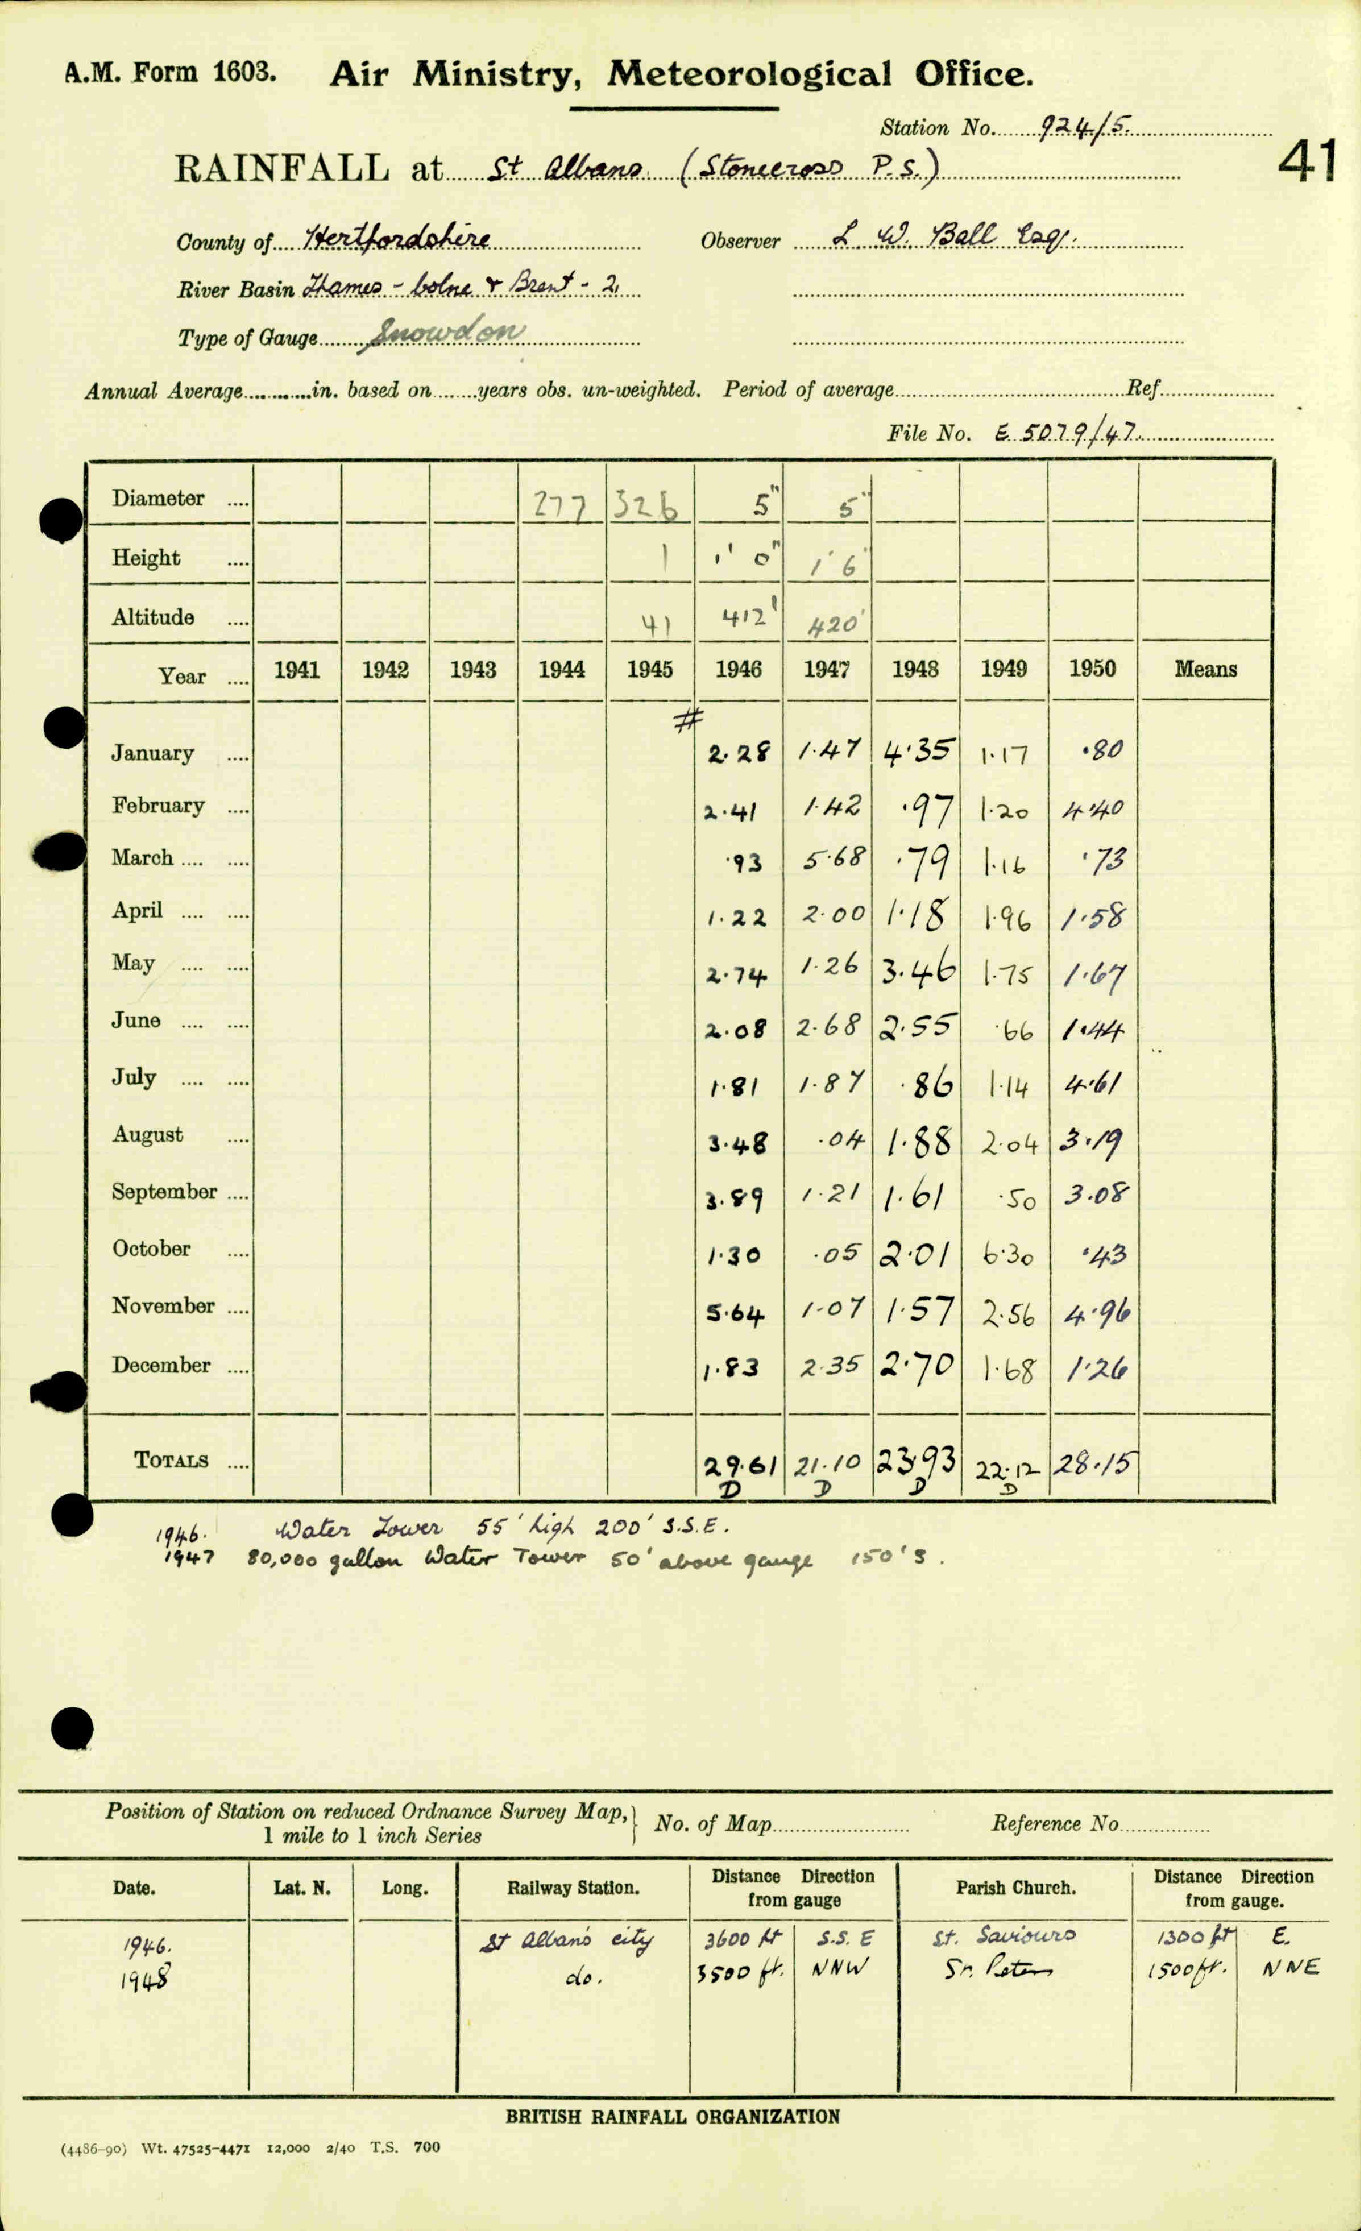 A.M. Form 1603. Air Ministry, Meteorological Office.
Station No. 924/5.
41
RAINFALL at St Albans (Stonecross P.S.)
County of Hertfordshire Observer L W. Ball Esq.
River Basin Thames - Colne & Brent - 2.
Type of Gauge Snowdon
Annual Average in. based on years obs. un-weighted. Period of average Ref.
File No. E 5079/47
Diameter .... 277 326 5" 5"
Height .... 1 1' 0" 1' 6"
Altitude .... 41 412' 420'
Year .... 1941 1942 1943 1944 1945 1946 1947 1948 1949 1950 Means
#
January .... 2.28 1.47 4.35 1.17 .80
February .... 2.41 1.42 .97 1.20 4.40
March .... .... .93 5.68 .79 1.16 .73
April .... .... 1.22 2.00 1.18 1.96 1.58
May .... .... 2.74 1.26 3.46 1.75 1.67
June .... .... 2.08 2.68 2.55 .66 1.44
July .... .... 1.81 1.87 .86 1.14 4.61
August .... 3.48 .04 1.88 2.04 3.19
September .... 3.89 1.21 1.61 .50 3.08
October .... 1.30 .05 2.01 6.30 .43
November .... 5.64 1.07 1.57 2.56 4.96
December .... 1.83 2.35 2.70 1.68 1.26
TOTALS .... 29.61 21.10 23.93 22.12 28.15
D D D D
1946. Water Tower 55' high 200' S.S.E.
1947 80,000 gallon Water Tower 50' above gauge 150' S.
Position of Station on reduced Ordnance Survey Map, } No. of Map Reference No
1 mile to 1 inch Series
Date. Lat. N. Long. Railway Station. Distance Direction from gauge Parish Church. Distance Direction from gauge.
1946. St Albans city 3600 ft S.S.E St. Saviours 1300 ft E.
1948 do. 3500 ft. NNW St. Peters 1500 ft. NNE
BRITISH RAINFALL ORGANIZATION
(4486-90) Wt. 47525-4471 12,000 2/40 T.S. 700